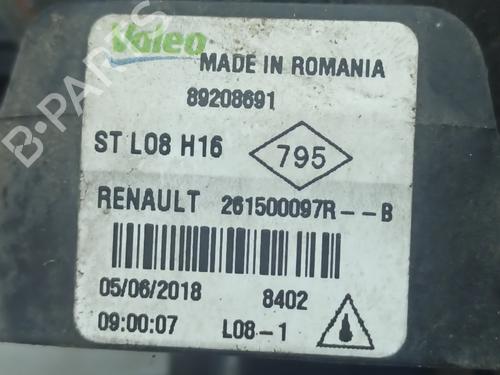 Valeo MADE IN ROMANIA
89208691
ST L08 H16 795
RENAULT 261500097R--B
05/06/2018 8402
09:00:07 L08-1
B-PARTS